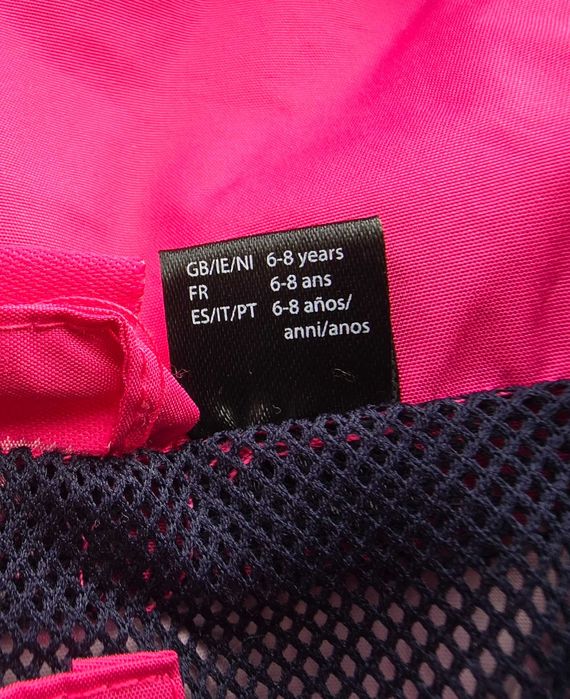 GB/IE/NI 6-8 years
FR 6-8 ans
ES/IT/PT 6-8 años/
anni/anos